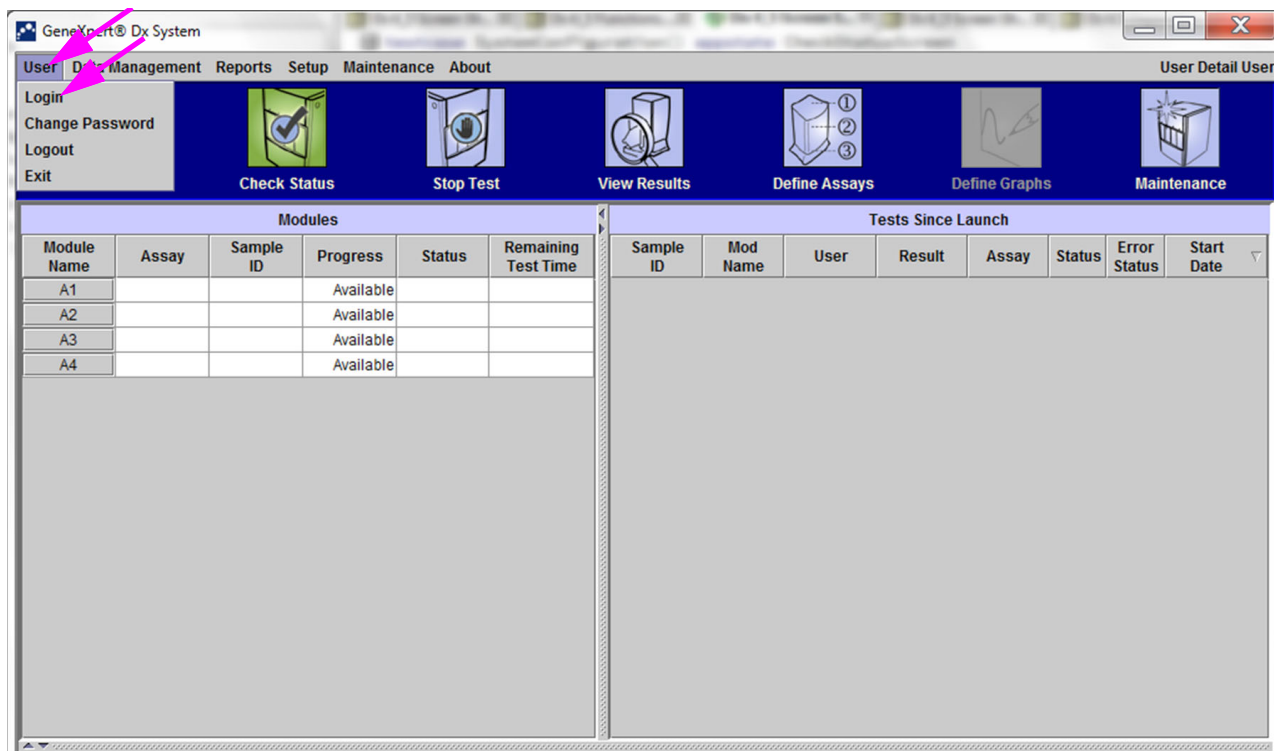 GeneXpert® Dx System
User Data Management Reports Setup Maintenance About User Detail User
Login
Change Password
Logout
Exit
Check Status Stop Test View Results Define Assays Define Graphs Maintenance
1
2
3
Modules
Module Name Assay Sample ID Progress Status Remaining Test Time
A1 Available
A2 Available
A3 Available
A4 Available
Tests Since Launch
Sample ID Mod Name User Result Assay Status Error Status Start Date